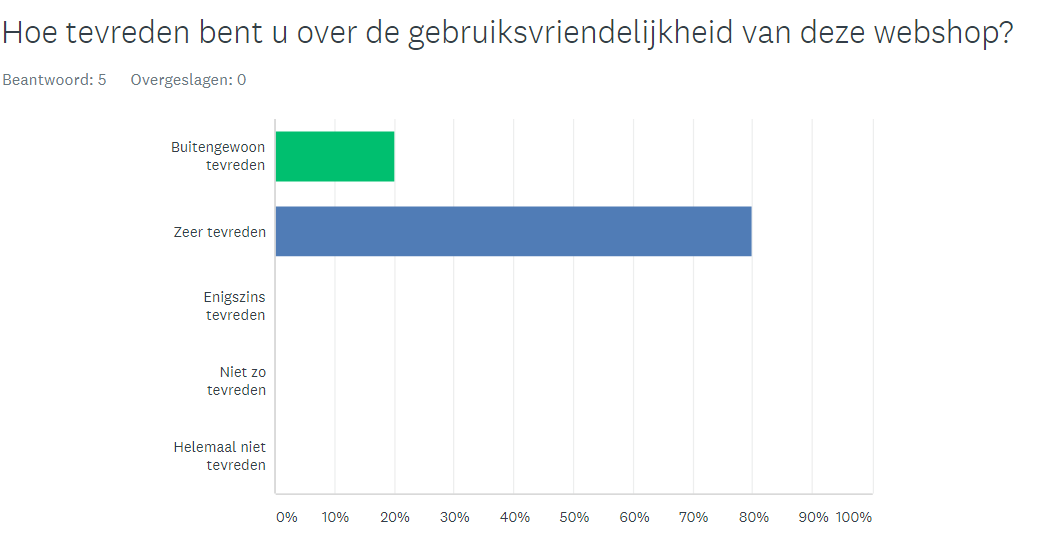 Hoe tevreden bent u over de gebruiksvriendelijkheid van deze webshop?
Beantwoord: 5 Overgeslagen: 0
Buitengewoon
tevreden
Zeer tevreden
Enigszins
tevreden
Niet zo
tevreden
Helemaal niet
tevreden
0% 10% 20% 30% 40% 50% 60% 70% 80% 90% 100%